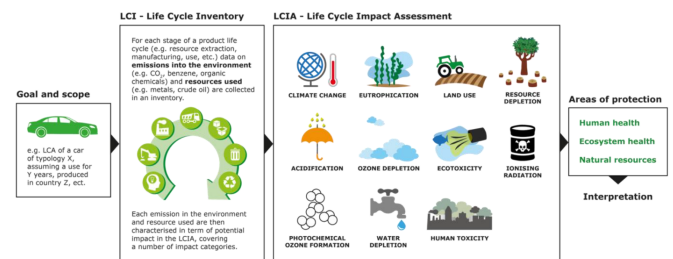 LCI - Life Cycle Inventory
For each stage of a product life
cycle (e.g. resource extraction,
manufacturing, use, etc.) data on
emissions into the environment
(e.g. CO₂, benzene, organic
chemicals) and resources used
(e.g. metals, crude oil) are collected
in an inventory.
Each emission in the environment
and resource used are then
characterised in term of potential
impact in the LCIA, covering
a number of impact categories.
LCIA - Life Cycle Impact Assessment
CLIMATE CHANGE
EUTROPHICATION
LAND USE
RESOURCE
DEPLETION
ACIDIFICATION
OZONE DEPLETION
ECOTOXICITY
IONISING
RADIATION
PHOTOCHEMICAL
OZONE FORMATION
WATER
DEPLETION
HUMAN TOXICITY
Goal and scope
e.g. LCA of a car
of typology X,
assuming a use for
Y years, produced
in country Z, ect.
Areas of protection
Human health
Ecosystem health
Natural resources
Interpretation